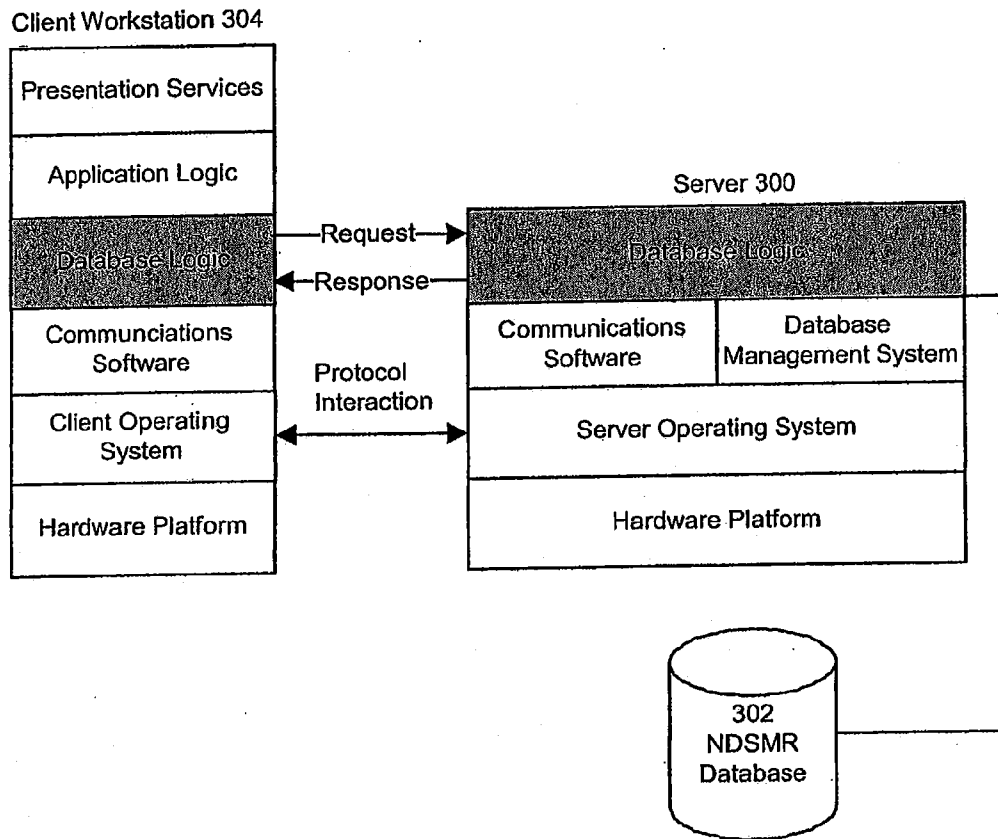 Client Workstation 304
Presentation Services
Application Logic
Database Logic
Communciations
Software
Client Operating
System
Hardware Platform
Request
Response
Protocol
Interaction
Server 300
Database Logic
Communications
Software
Database
Management System
Server Operating System
Hardware Platform
302
NDSMR
Database